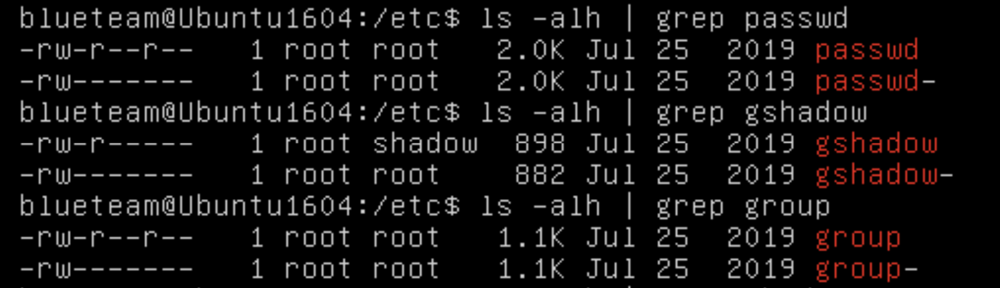 blueteam@Ubuntu1604:/etc$ ls -alh | grep passwd
-rw-r--r-- 1 root root 2.0K Jul 25 2019 passwd
-rw------- 1 root root 2.0K Jul 25 2019 passwd-
blueteam@Ubuntu1604:/etc$ ls -alh | grep gshadow
-rw-r----- 1 root shadow 898 Jul 25 2019 gshadow
-rw------- 1 root root 882 Jul 25 2019 gshadow-
blueteam@Ubuntu1604:/etc$ ls -alh | grep group
-rw-r--r-- 1 root root 1.1K Jul 25 2019 group
-rw------- 1 root root 1.1K Jul 25 2019 group-